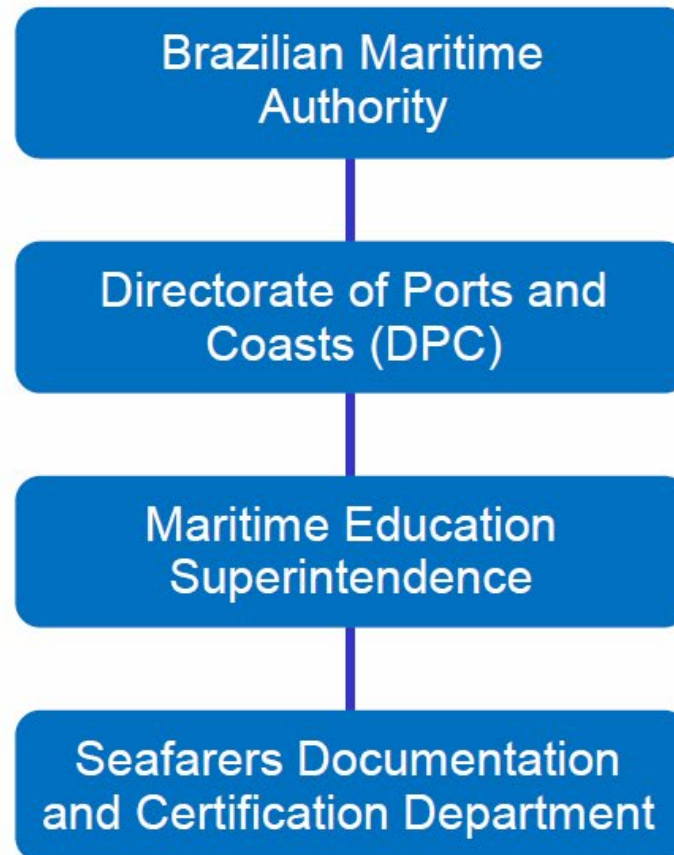 Brazilian Maritime
Authority
Directorate of Ports and
Coasts (DPC)
Maritime Education
Superintendence
Seafarers Documentation
and Certification Department